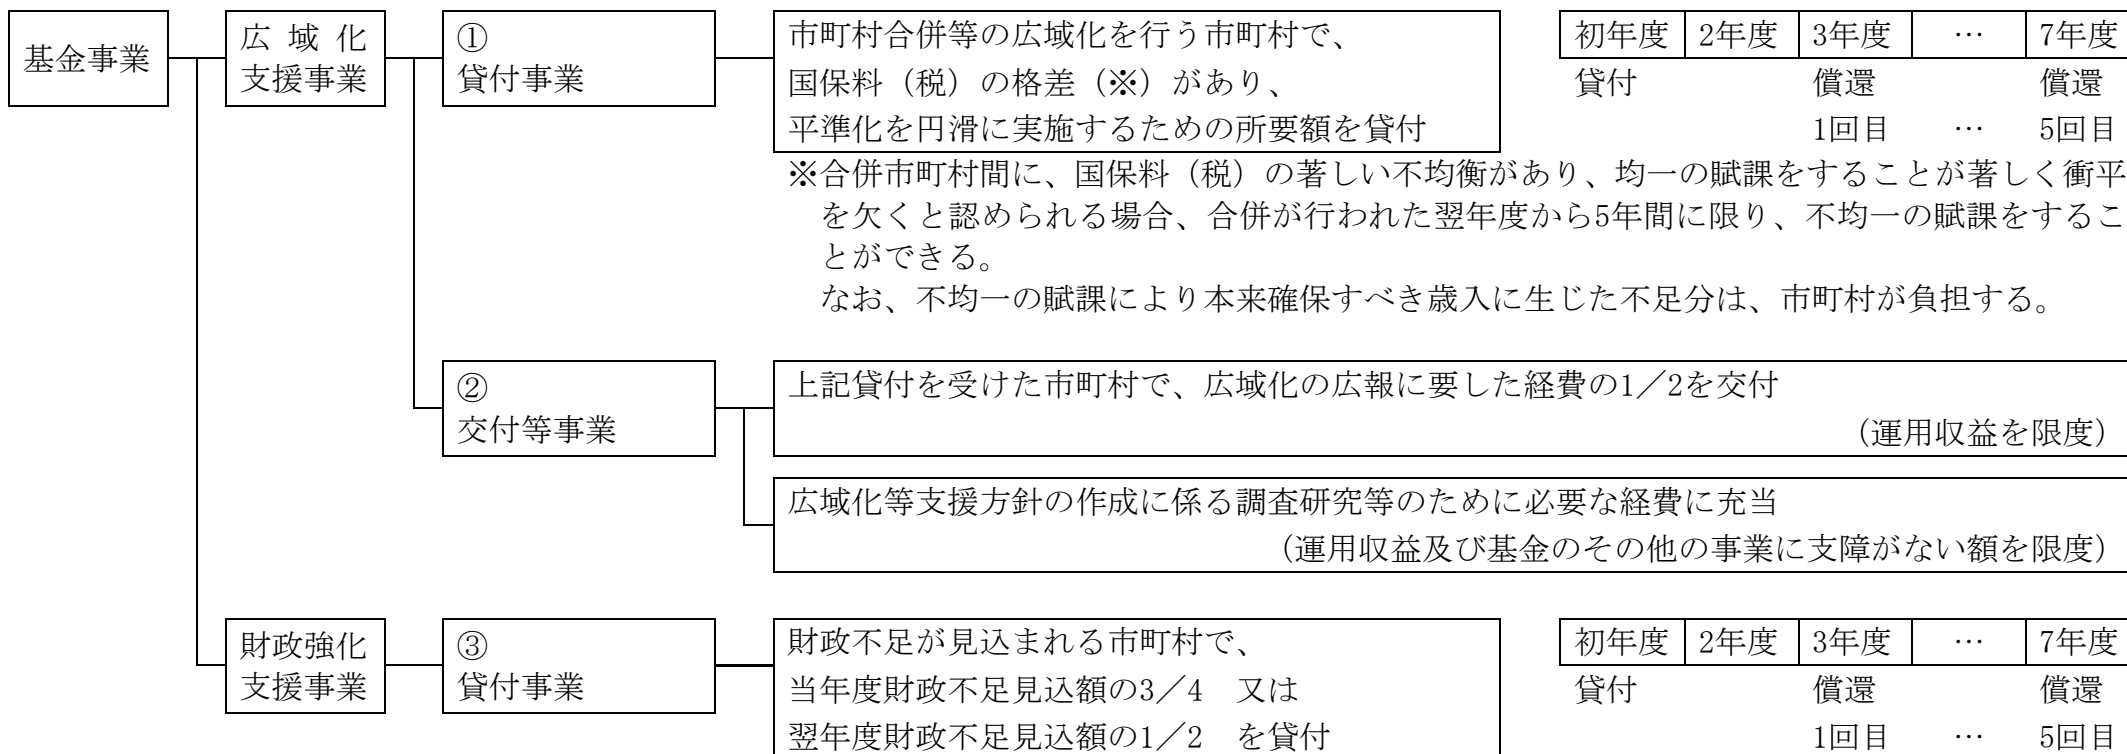 基金事業
広域化
支援事業
①
貸付事業
市町村合併等の広域化を行う市町村で、
国保料（税）の格差（※）があり、
平準化を円滑に実施するための所要額を貸付
初年度 2年度 3年度 … 7年度
貸付 償還 償還
1回目 … 5回目
※合併市町村間に、国保料（税）の著しい不均衡があり、均一の賦課をすることが著しく衝平
を欠くと認められる場合、合併が行われた翌年度から5年間に限り、不均一の賦課をするこ
とができる。
なお、不均一の賦課により本来確保すべき歳入に生じた不足分は、市町村が負担する。
②
交付等事業
上記貸付を受けた市町村で、広域化の広報に要した経費の1／2を交付
（運用収益を限度）
広域化等支援方針の作成に係る調査研究等のために必要な経費に充当
（運用収益及び基金のその他の事業に支障がない額を限度）
財政強化
支援事業
③
貸付事業
財政不足が見込まれる市町村で、
当年度財政不足見込額の3／4　又は
翌年度財政不足見込額の1／2　を貸付
初年度 2年度 3年度 … 7年度
貸付 償還 償還
1回目 … 5回目